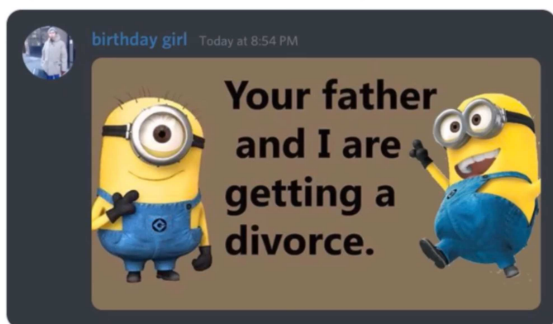 birthday girl Today at 8:54 PM
Your father
and I are
getting a
divorce.